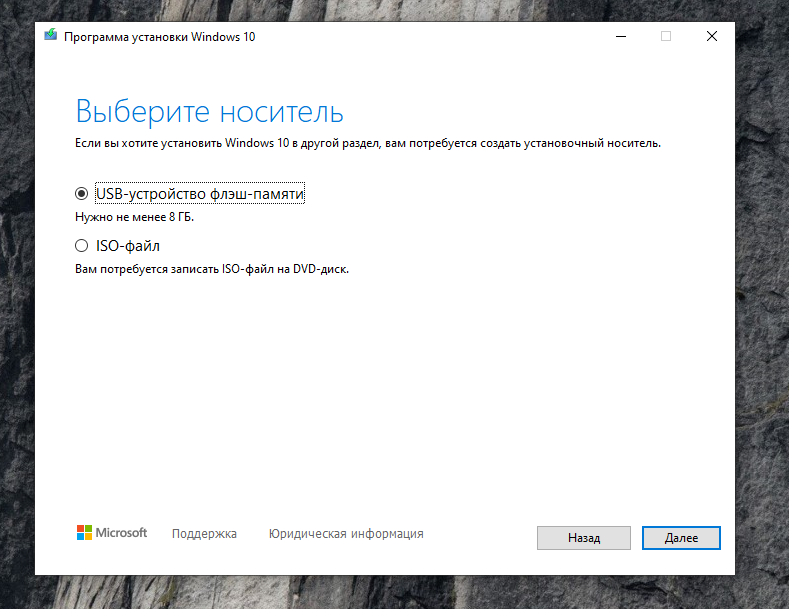 Программа установки Windows 10
Выберите носитель
Если вы хотите установить Windows 10 в другой раздел, вам потребуется создать установочный носитель.
USB-устройство флэш-памяти
Нужно не менее 8 ГБ.
ISO-файл
Вам потребуется записать ISO-файл на DVD-диск.
Microsoft Поддержка Юридическая информация Назад Далее